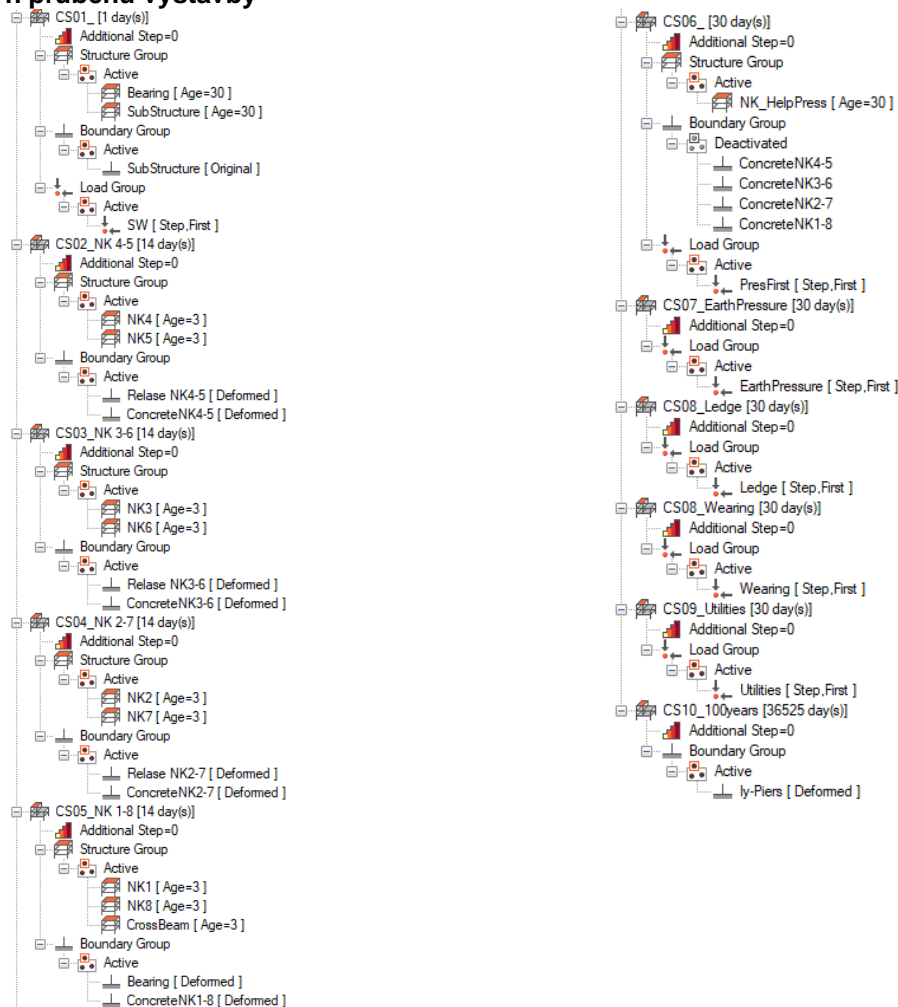 průběhu výstavby
CS01_ [1 day(s)]
Additional Step=0
Structure Group
Active
Bearing [ Age=30 ]
SubStructure [ Age=30 ]
Boundary Group
Active
SubStructure [ Original ]
Load Group
Active
SW [ Step,First ]
CS02_NK 4-5 [14 day(s)]
Additional Step=0
Structure Group
Active
NK4 [ Age=3 ]
NK5 [ Age=3 ]
Boundary Group
Active
Relase NK4-5 [ Deformed ]
ConcreteNK4-5 [ Deformed ]
CS03_NK 3-6 [14 day(s)]
Additional Step=0
Structure Group
Active
NK3 [ Age=3 ]
NK6 [ Age=3 ]
Boundary Group
Active
Relase NK3-6 [ Deformed ]
ConcreteNK3-6 [ Deformed ]
CS04_NK 2-7 [14 day(s)]
Additional Step=0
Structure Group
Active
NK2 [ Age=3 ]
NK7 [ Age=3 ]
Boundary Group
Active
Relase NK2-7 [ Deformed ]
ConcreteNK2-7 [ Deformed ]
CS05_NK 1-8 [14 day(s)]
Additional Step=0
Structure Group
Active
NK1 [ Age=3 ]
NK8 [ Age=3 ]
CrossBeam [ Age=3 ]
Boundary Group
Active
Bearing [ Deformed ]
ConcreteNK1-8 [ Deformed ]
CS06_ [30 day(s)]
Additional Step=0
Structure Group
Active
NK_HelpPress [ Age=30 ]
Boundary Group
Deactivated
ConcreteNK4-5
ConcreteNK3-6
ConcreteNK2-7
ConcreteNK1-8
Load Group
Active
PresFirst [ Step,First ]
CS07_EarthPressure [30 day(s)]
Additional Step=0
Load Group
Active
EarthPressure [ Step,First ]
CS08_Ledge [30 day(s)]
Additional Step=0
Load Group
Active
Ledge [ Step,First ]
CS08_Wearing [30 day(s)]
Additional Step=0
Load Group
Active
Wearing [ Step,First ]
CS09_Utilities [30 day(s)]
Additional Step=0
Load Group
Active
Utilities [ Step,First ]
CS10_100years [36525 day(s)]
Additional Step=0
Boundary Group
Active
Iy-Piers [ Deformed ]